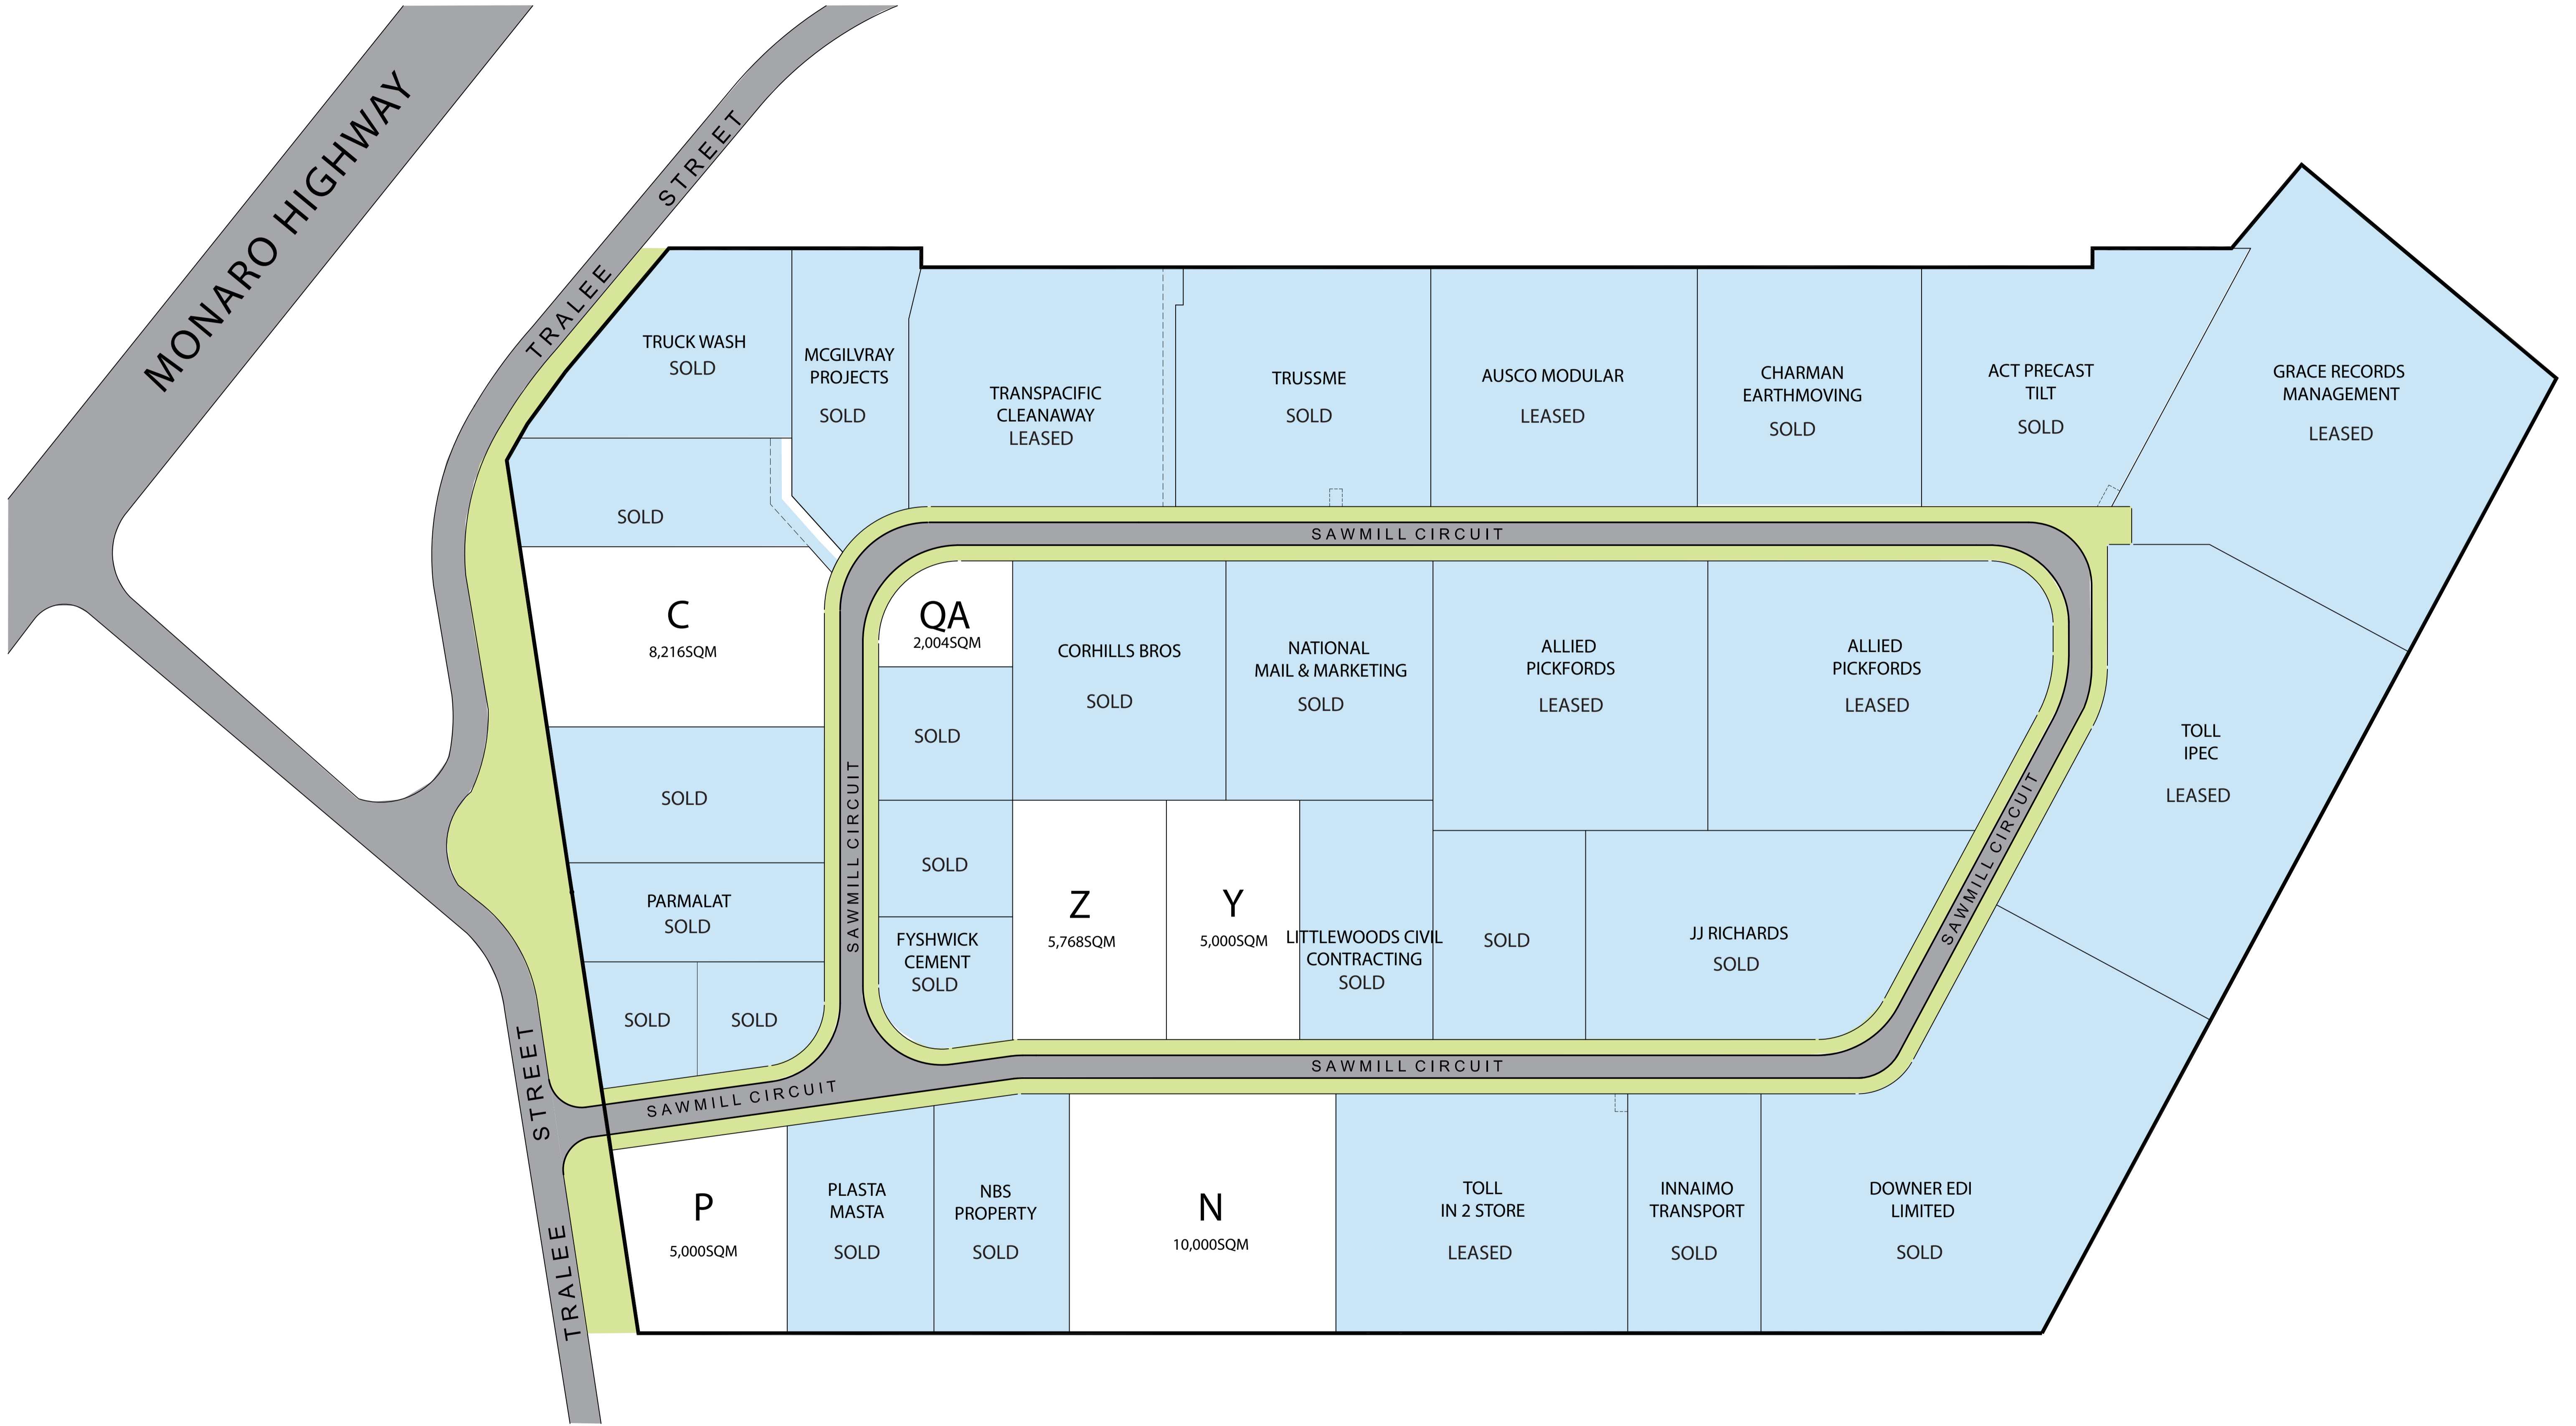 MONARO HIGHWAY
TRALEE STREET
TRUCK WASH
SOLD
MCGILVRAY
PROJECTS
SOLD
TRANSPACIFIC
CLEANAWAY
LEASED
TRUSSME
SOLD
AUSCO MODULAR
LEASED
CHARMAN
EARTHMOVING
SOLD
ACT PRECAST
TILT
SOLD
GRACE RECORDS
MANAGEMENT
LEASED
SOLD
SAWMILL CIRCUIT
C
8,216SQM
QA
2,004SQM
CORHILLS BROS
SOLD
NATIONAL
MAIL & MARKETING
SOLD
ALLIED
PICKFORDS
LEASED
ALLIED
PICKFORDS
LEASED
TOLL
IPEC
LEASED
SOLD
SOLD
SAWMILL CIRCUIT
SAWMILL CIRCUIT
SOLD
PARMALAT
SOLD
FYSHWICK
CEMENT
SOLD
Z
5,768SQM
Y
5,000SQM
LITTLEWOODS CIVIL
CONTRACTING
SOLD
SOLD
JJ RICHARDS
SOLD
SOLD
SOLD
SAWMILL CIRCUIT
SAWMILL CIRCUIT
TRALEE STREET
P
5,000SQM
PLASTA
MASTA
SOLD
NBS
PROPERTY
SOLD
N
10,000SQM
TOLL
IN 2 STORE
LEASED
INNAIMO
TRANSPORT
SOLD
DOWNER EDI
LIMITED
SOLD